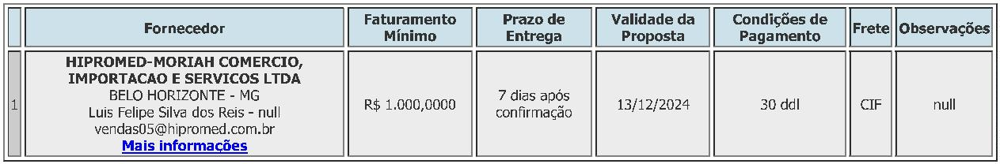 Fornecedor
Faturamento
Mínimo
Prazo de
Entrega
Validade da
Proposta
Condições de
Pagamento
Frete
Observações
1
HIPROMED-MORIAH COMERCIO,
IMPORTACAO E SERVICOS LTDA
BELO HORIZONTE - MG
Luis Felipe Silva dos Reis - null
vendas05@hipromed.com.br
Mais informações
R$ 1.000,0000
7 dias após
confirmação
13/12/2024
30 ddl
CIF
null